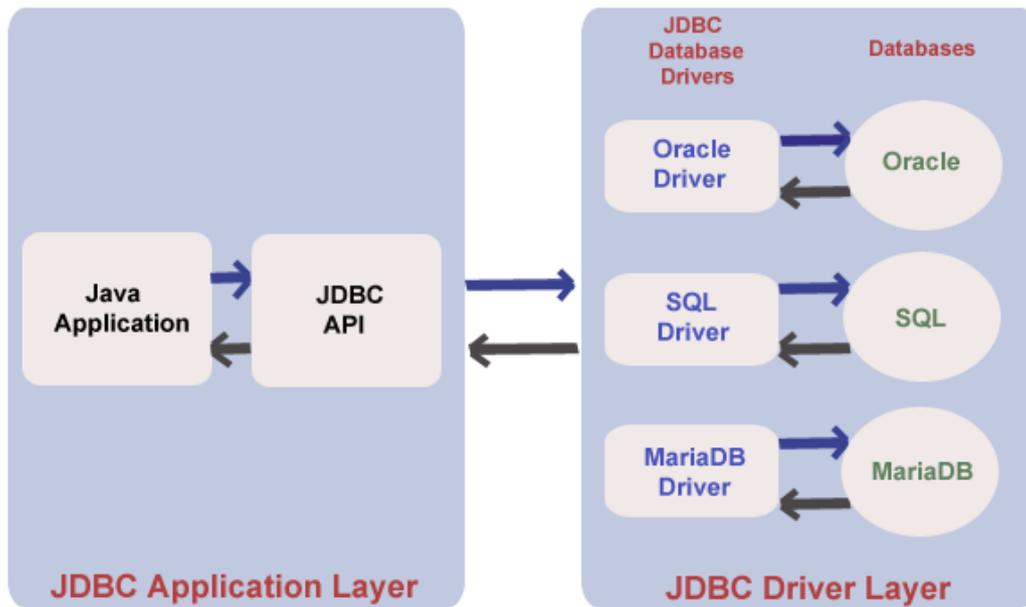 Java
Application
JDBC
API
JDBC Application Layer
JDBC
Database
Drivers
Databases
Oracle
Driver
Oracle
SQL
Driver
SQL
MariaDB
Driver
MariaDB
JDBC Driver Layer